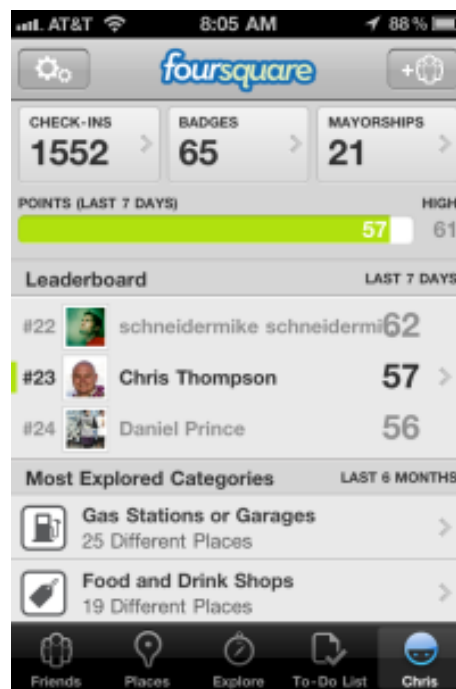 AT&T 8:05 AM 88%
foursquare
+
CHECK-INS BADGES MAYORSHIPS
1552 65 21
POINTS (LAST 7 DAYS) HIGH
57 61
Leaderboard LAST 7 DAYS
#22 schneidermike schneidermi 62
#23 Chris Thompson 57
#24 Daniel Prince 56
Most Explored Categories LAST 6 MONTHS
Gas Stations or Garages
25 Different Places
Food and Drink Shops
19 Different Places
Friends Places Explore To-Do List Chris